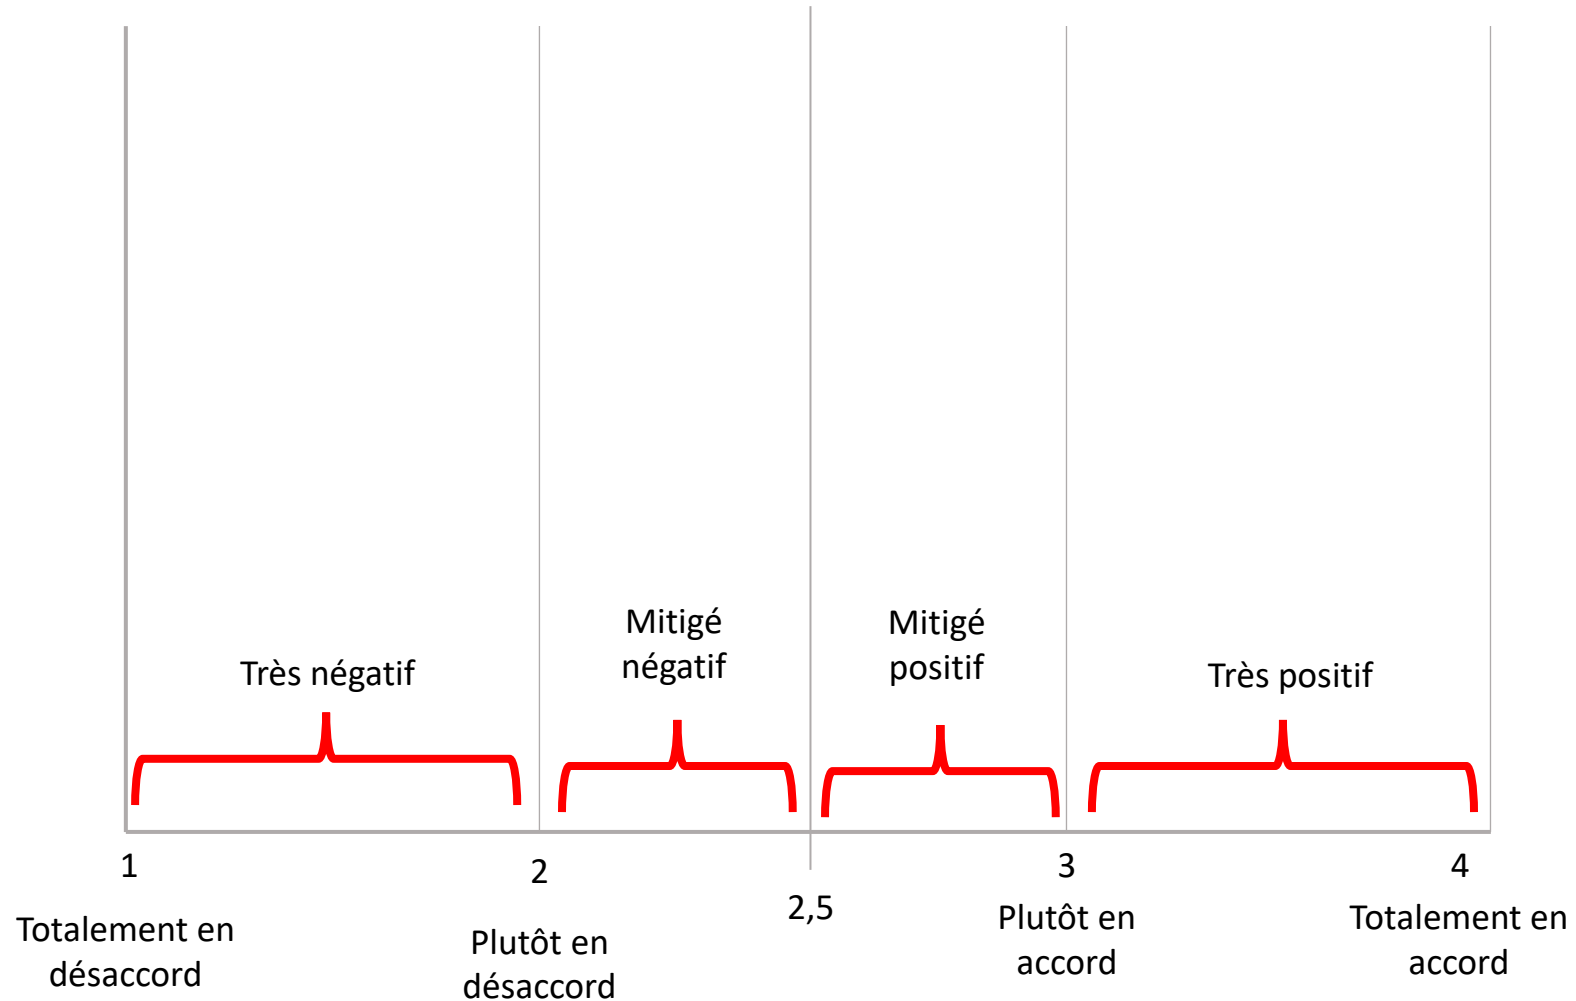 Très négatif
Mitigé
négatif
Mitigé
positif
Très positif
1
2
2,5
3
4
Totalement en
désaccord
Plutôt en
désaccord
Plutôt en
accord
Totalement en
accord